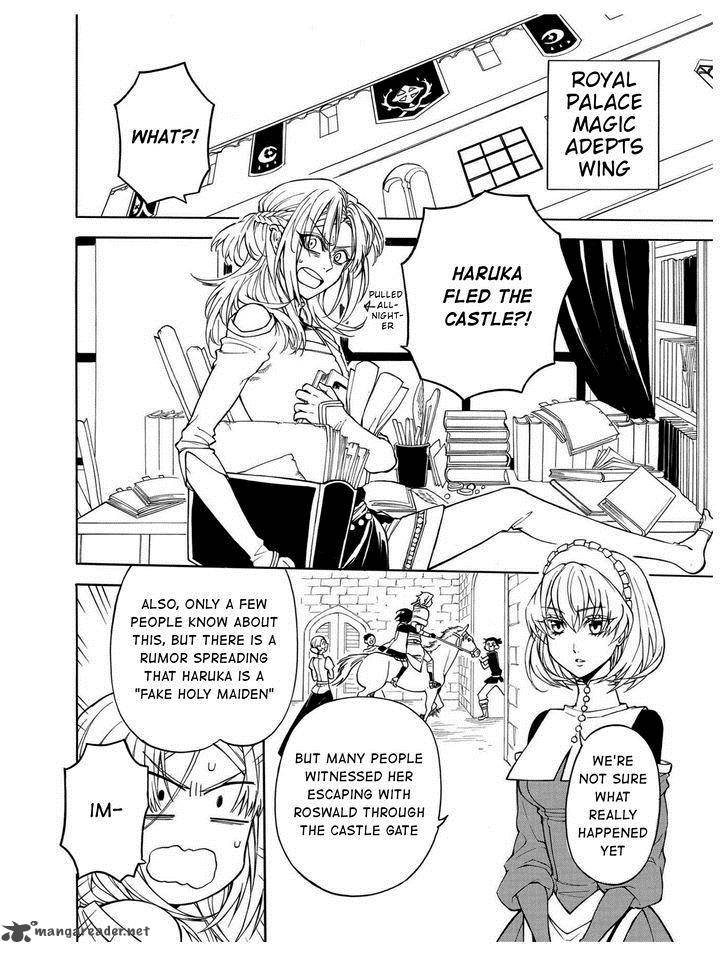 ROYAL
PALACE
MAGIC
ADEPTS
WING
WHAT?!
HARUKA
FLED THE
CASTLE?!
PULLED
ALL-
NIGHT-
ER
WE'RE
NOT SURE
WHAT
REALLY
HAPPENED
YET
BUT MANY PEOPLE
WITNESSED HER
ESCAPING WITH
ROSWALD THROUGH
THE CASTLE GATE
ALSO, ONLY A FEW
PEOPLE KNOW ABOUT
THIS, BUT THERE IS A
RUMOR SPREADING
THAT HARUKA IS A
"FAKE HOLY MAIDEN"
IM-
mangareader.net